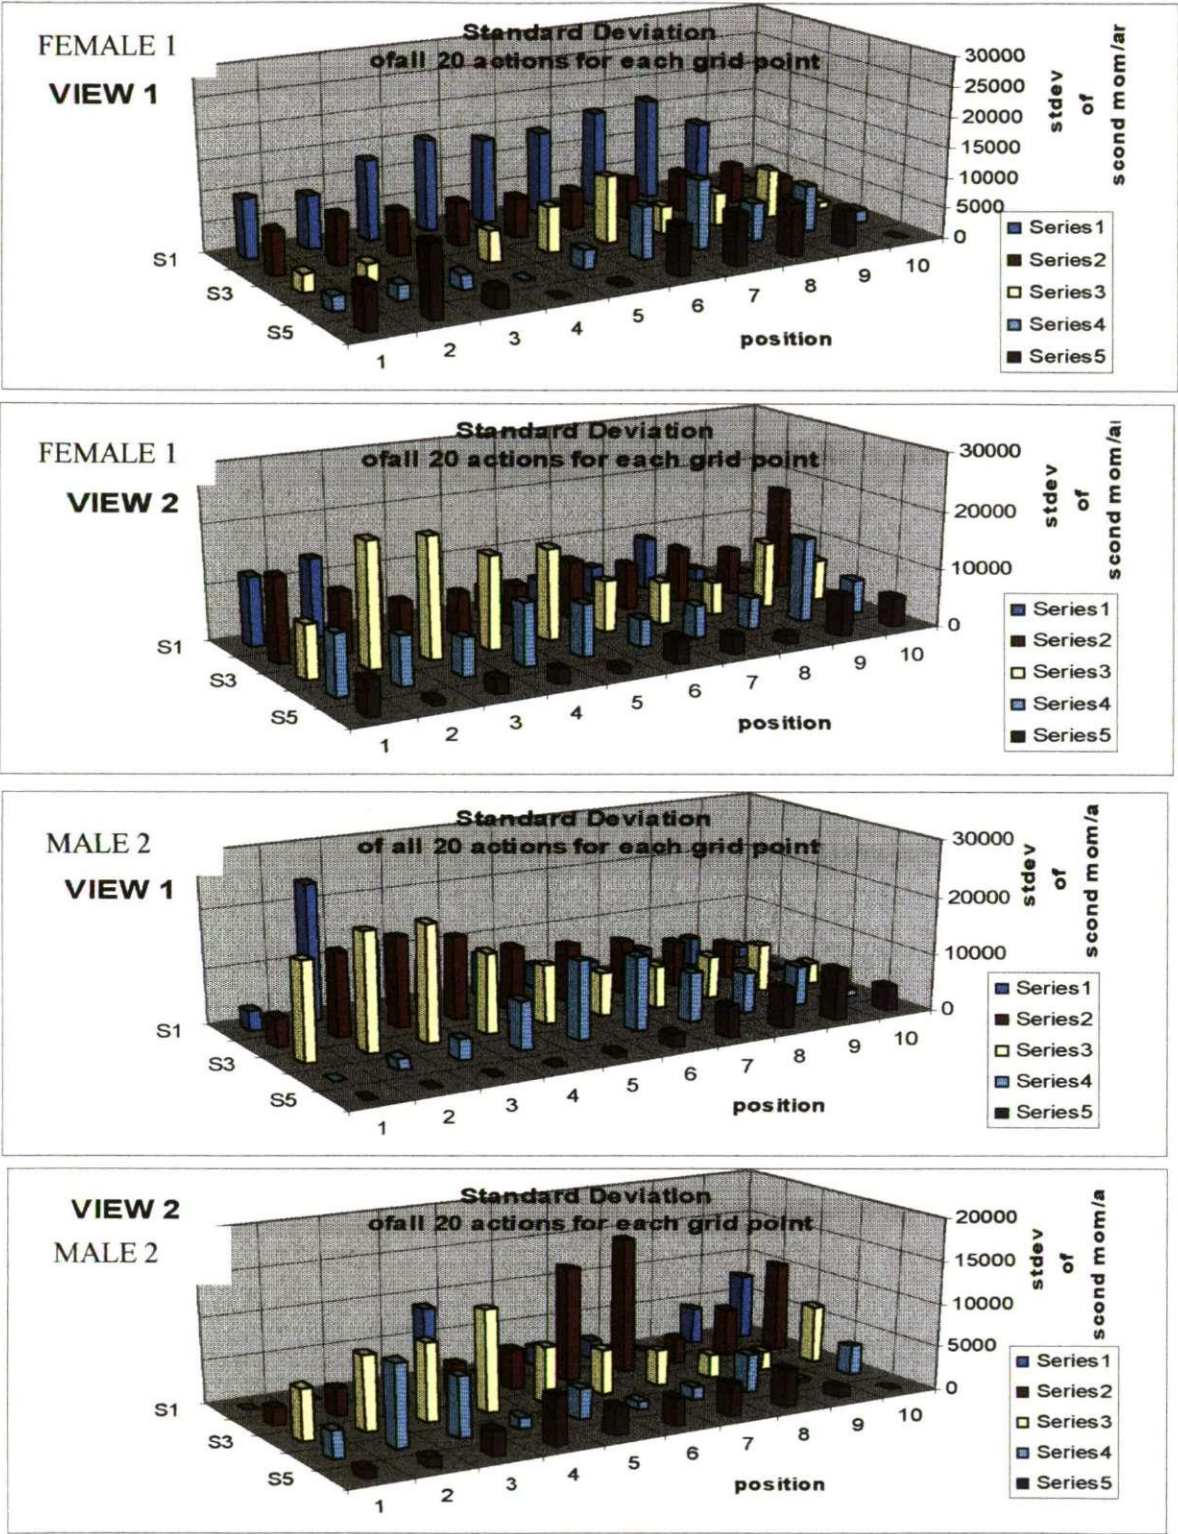 FEMALE 1
VIEW 1
Standard Deviation
ofall 20 actions for each grid point
30000
25000
20000
15000
10000
5000
0
stdev
of
scond mom/ar
S1
S3
S5
1 2 3 4 5 6 7 8 9 10
position
Series1
Series2
Series3
Series4
Series5
FEMALE 1
VIEW 2
Standard Deviation
ofall 20 actions for each grid point
30000
20000
10000
0
stdev
of
scond mom/ar
S1
S3
S5
1 2 3 4 5 6 7 8 9 10
position
Series1
Series2
Series3
Series4
Series5
MALE 2
VIEW 1
Standard Deviation
of all 20 actions for each grid point
30000
20000
10000
0
stdev
of
scond mom/a
S1
S3
S5
1 2 3 4 5 6 7 8 9 10
position
Series1
Series2
Series3
Series4
Series5
VIEW 2
MALE 2
Standard Deviation
ofall 20 actions for each grid point
20000
15000
10000
5000
0
stdev
of
scond mom/a
S1
S3
S5
1 2 3 4 5 6 7 8 9 10
position
Series1
Series2
Series3
Series4
Series5